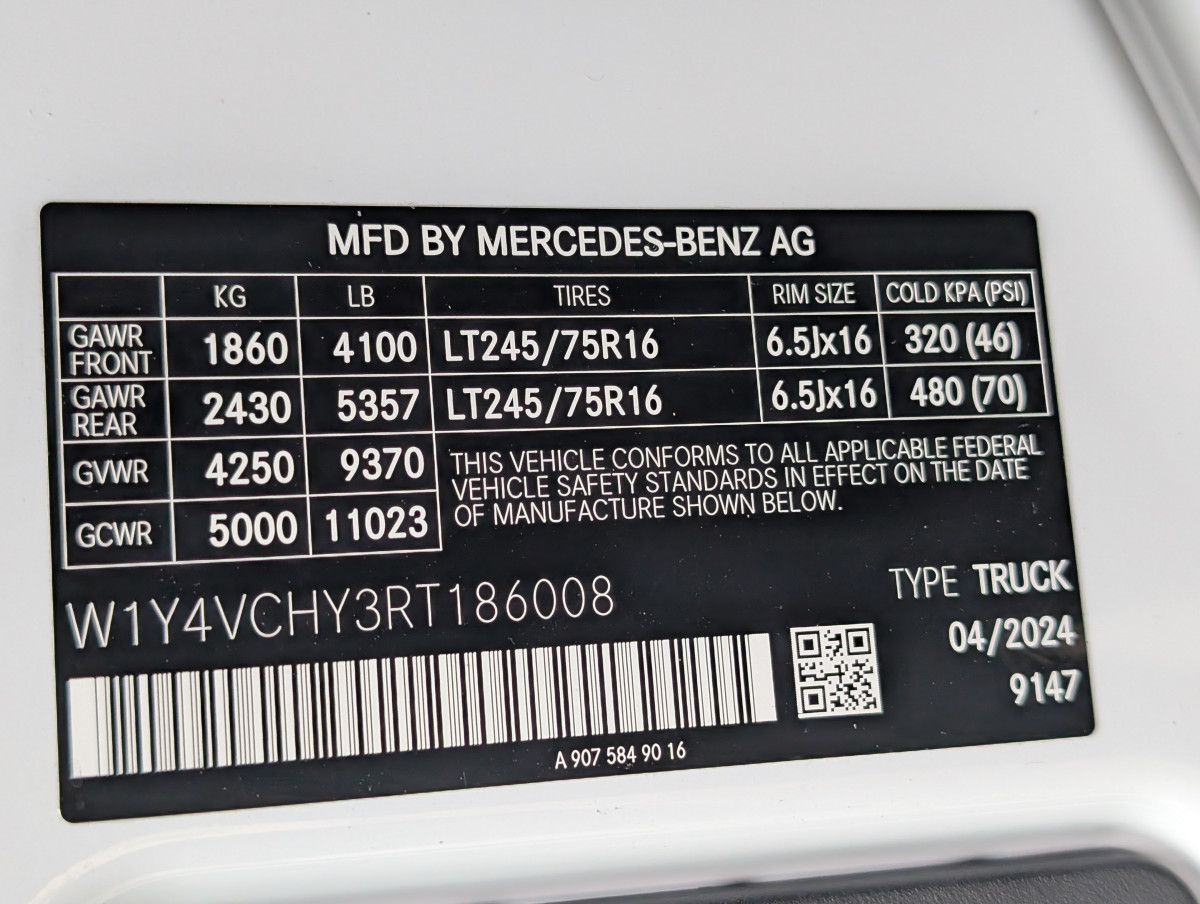 MFD BY MERCEDES-BENZ AG
KG LB TIRES RIM SIZE COLD KPA (PSI)
GAWR FRONT 1860 4100 LT245/75R16 6.5Jx16 320 (46)
GAWR REAR 2430 5357 LT245/75R16 6.5Jx16 480 (70)
GVWR 4250 9370
GCWR 5000 11023
THIS VEHICLE CONFORMS TO ALL APPLICABLE FEDERAL
VEHICLE SAFETY STANDARDS IN EFFECT ON THE DATE
OF MANUFACTURE SHOWN BELOW.
W1Y4VCHY3RT186008
TYPE TRUCK
04/2024
9147
A 907 584 90 16